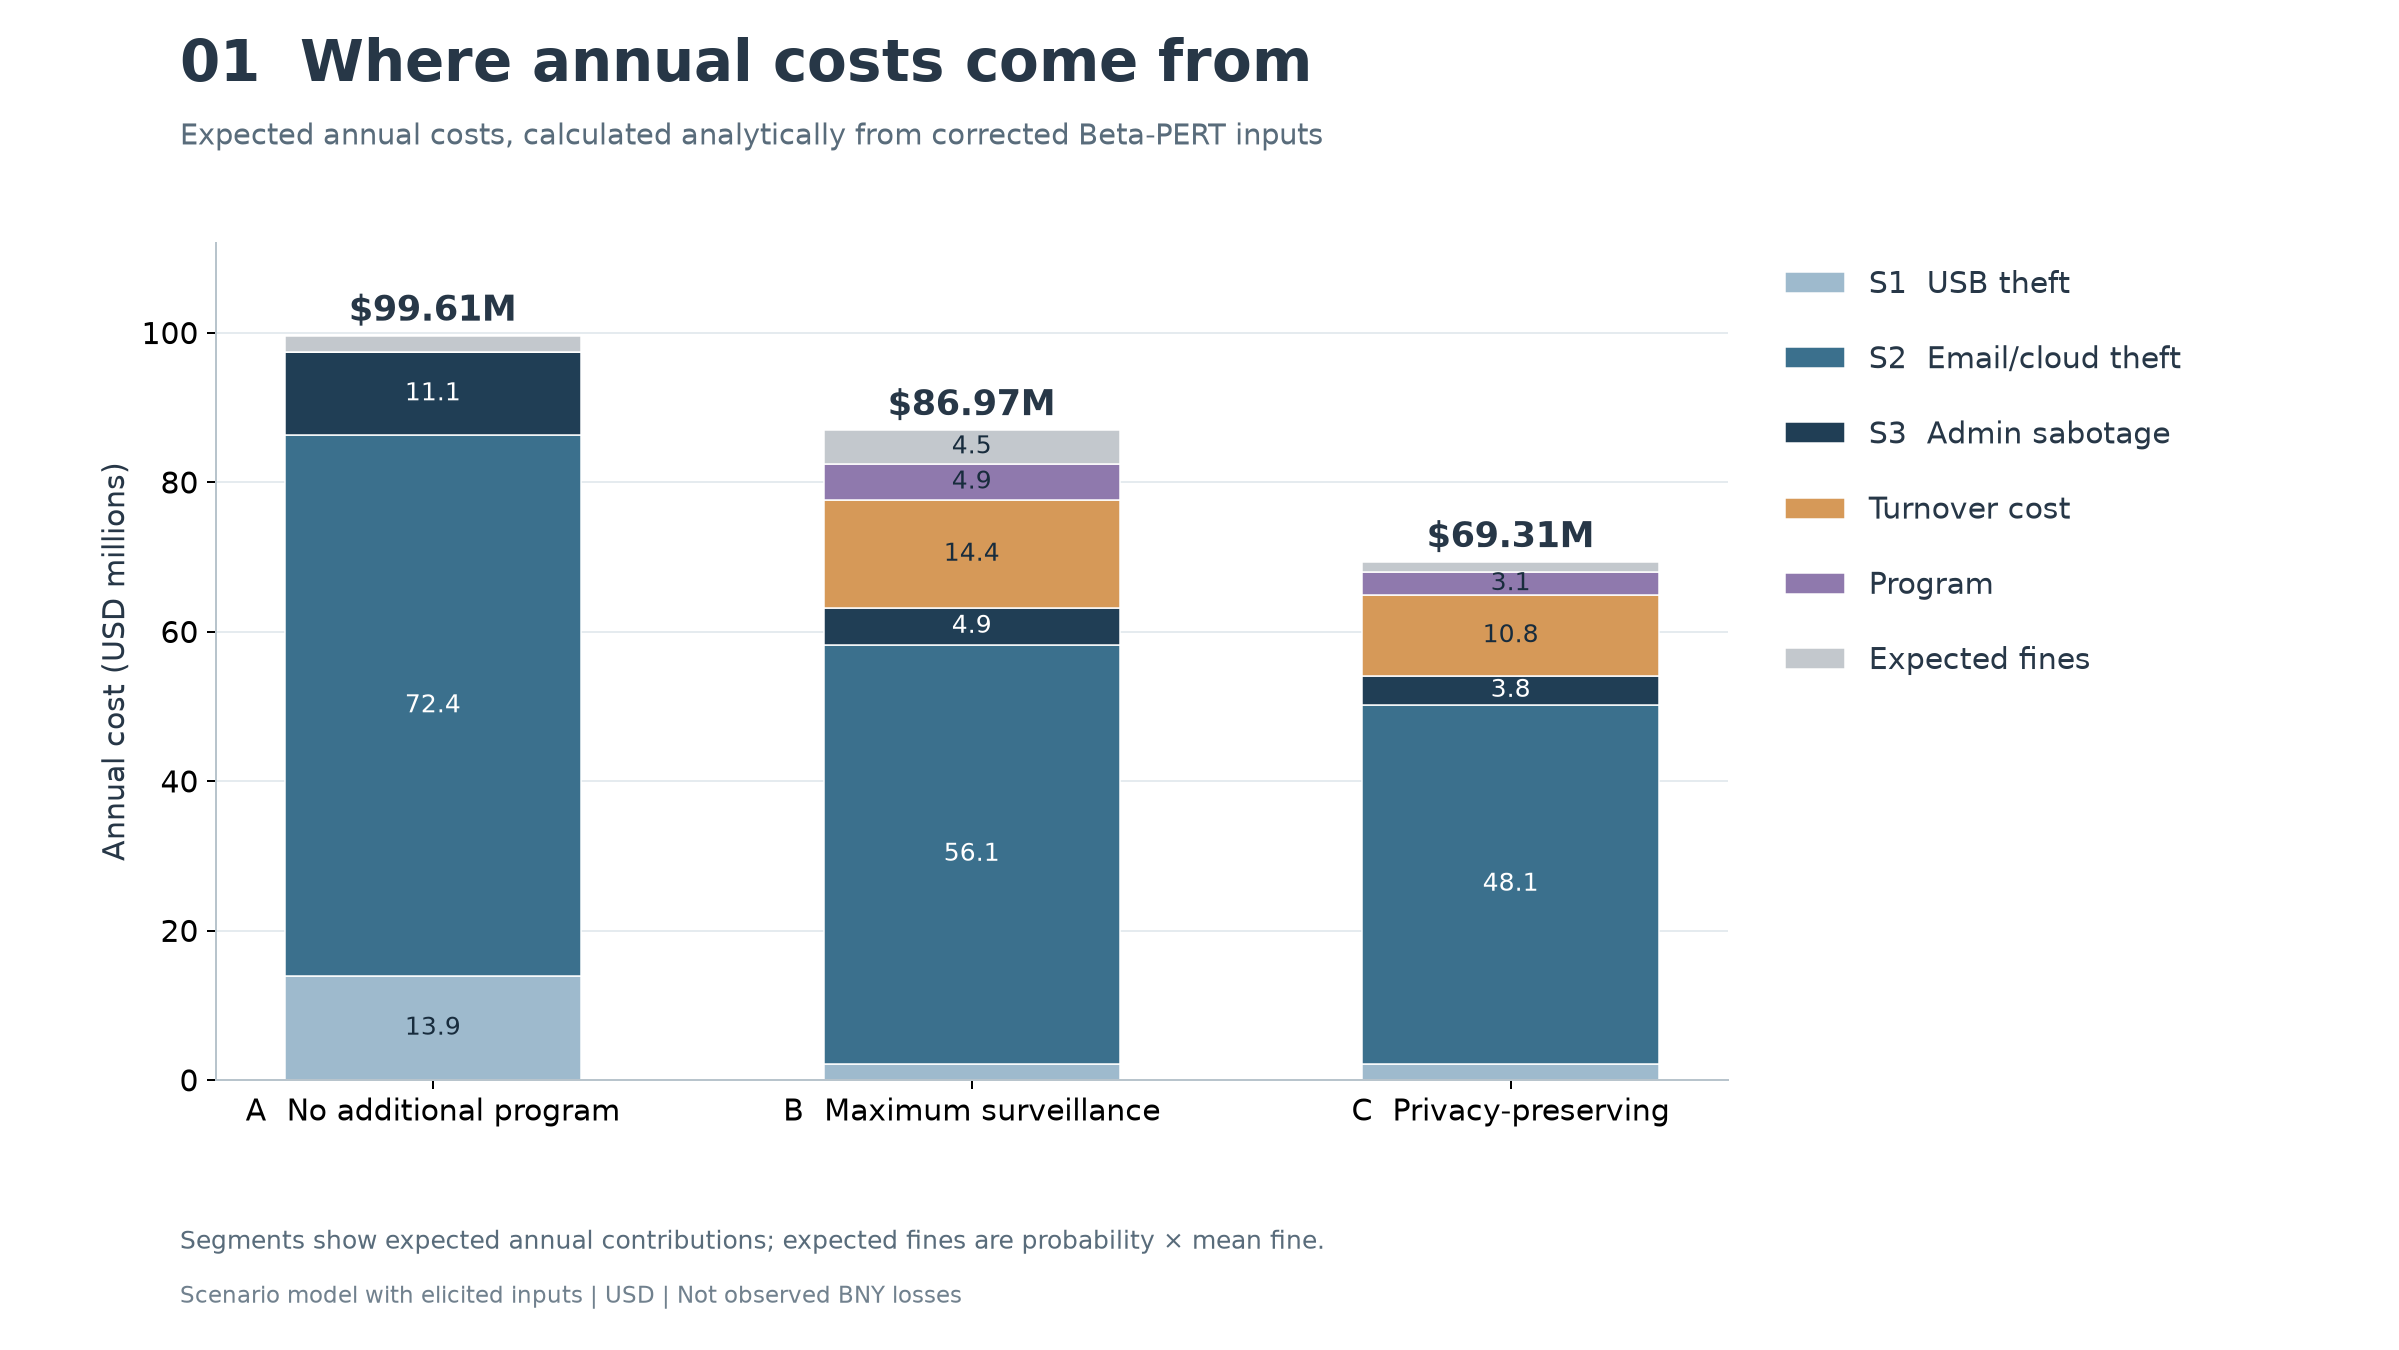 01  Where annual costs come from
Expected annual costs, calculated analytically from corrected Beta-PERT inputs
Annual cost (USD millions)
100
80
60
40
20
0
$99.61M
11.1
72.4
13.9
$86.97M
4.5
4.9
14.4
4.9
56.1
$69.31M
3.1
10.8
3.8
48.1
A  No additional program
B  Maximum surveillance
C  Privacy-preserving
S1  USB theft
S2  Email/cloud theft
S3  Admin sabotage
Turnover cost
Program
Expected fines
Segments show expected annual contributions; expected fines are probability × mean fine.
Scenario model with elicited inputs | USD | Not observed BNY losses